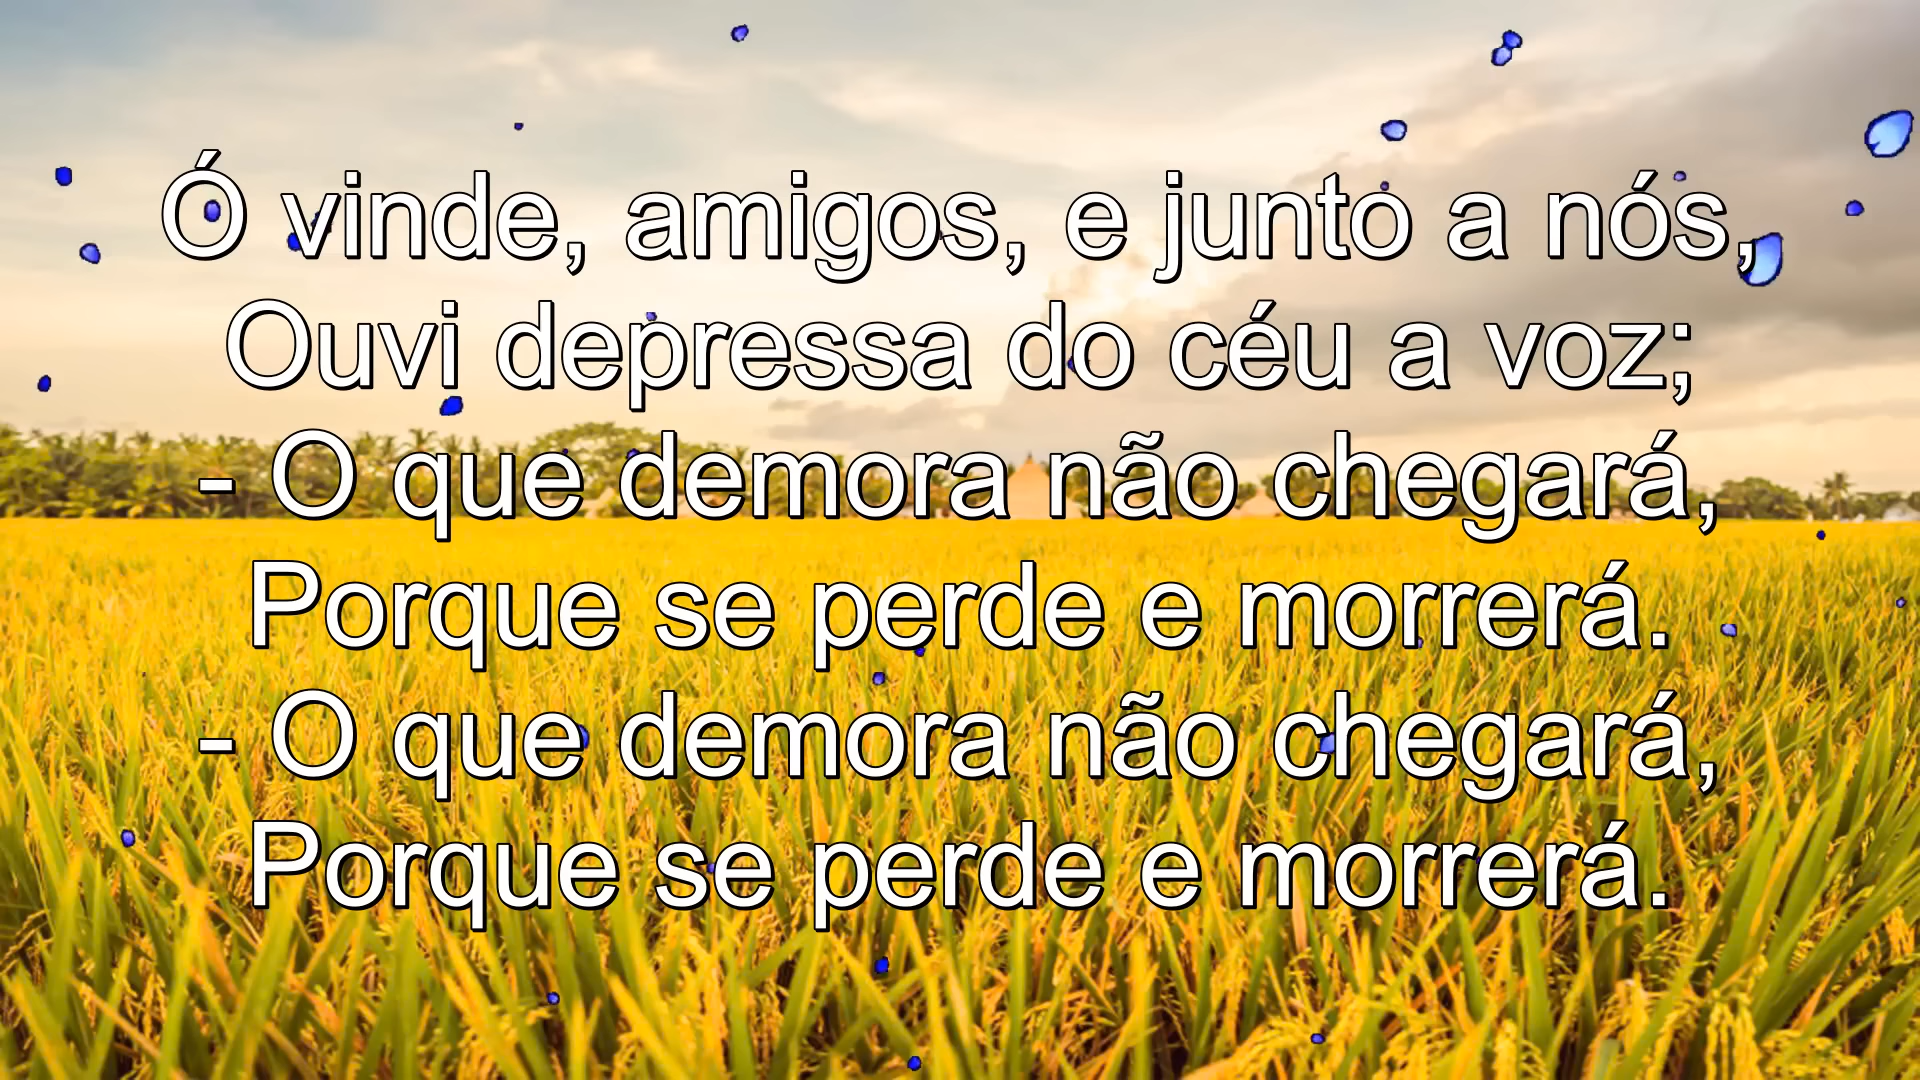 Ó vinde, amigos, e junto a nós,
Ouvi depressa do céu a voz;
- O que demora não chegará,
Porque se perde e morrerá.
- O que demora não chegará,
Porque se perde e morrerá.